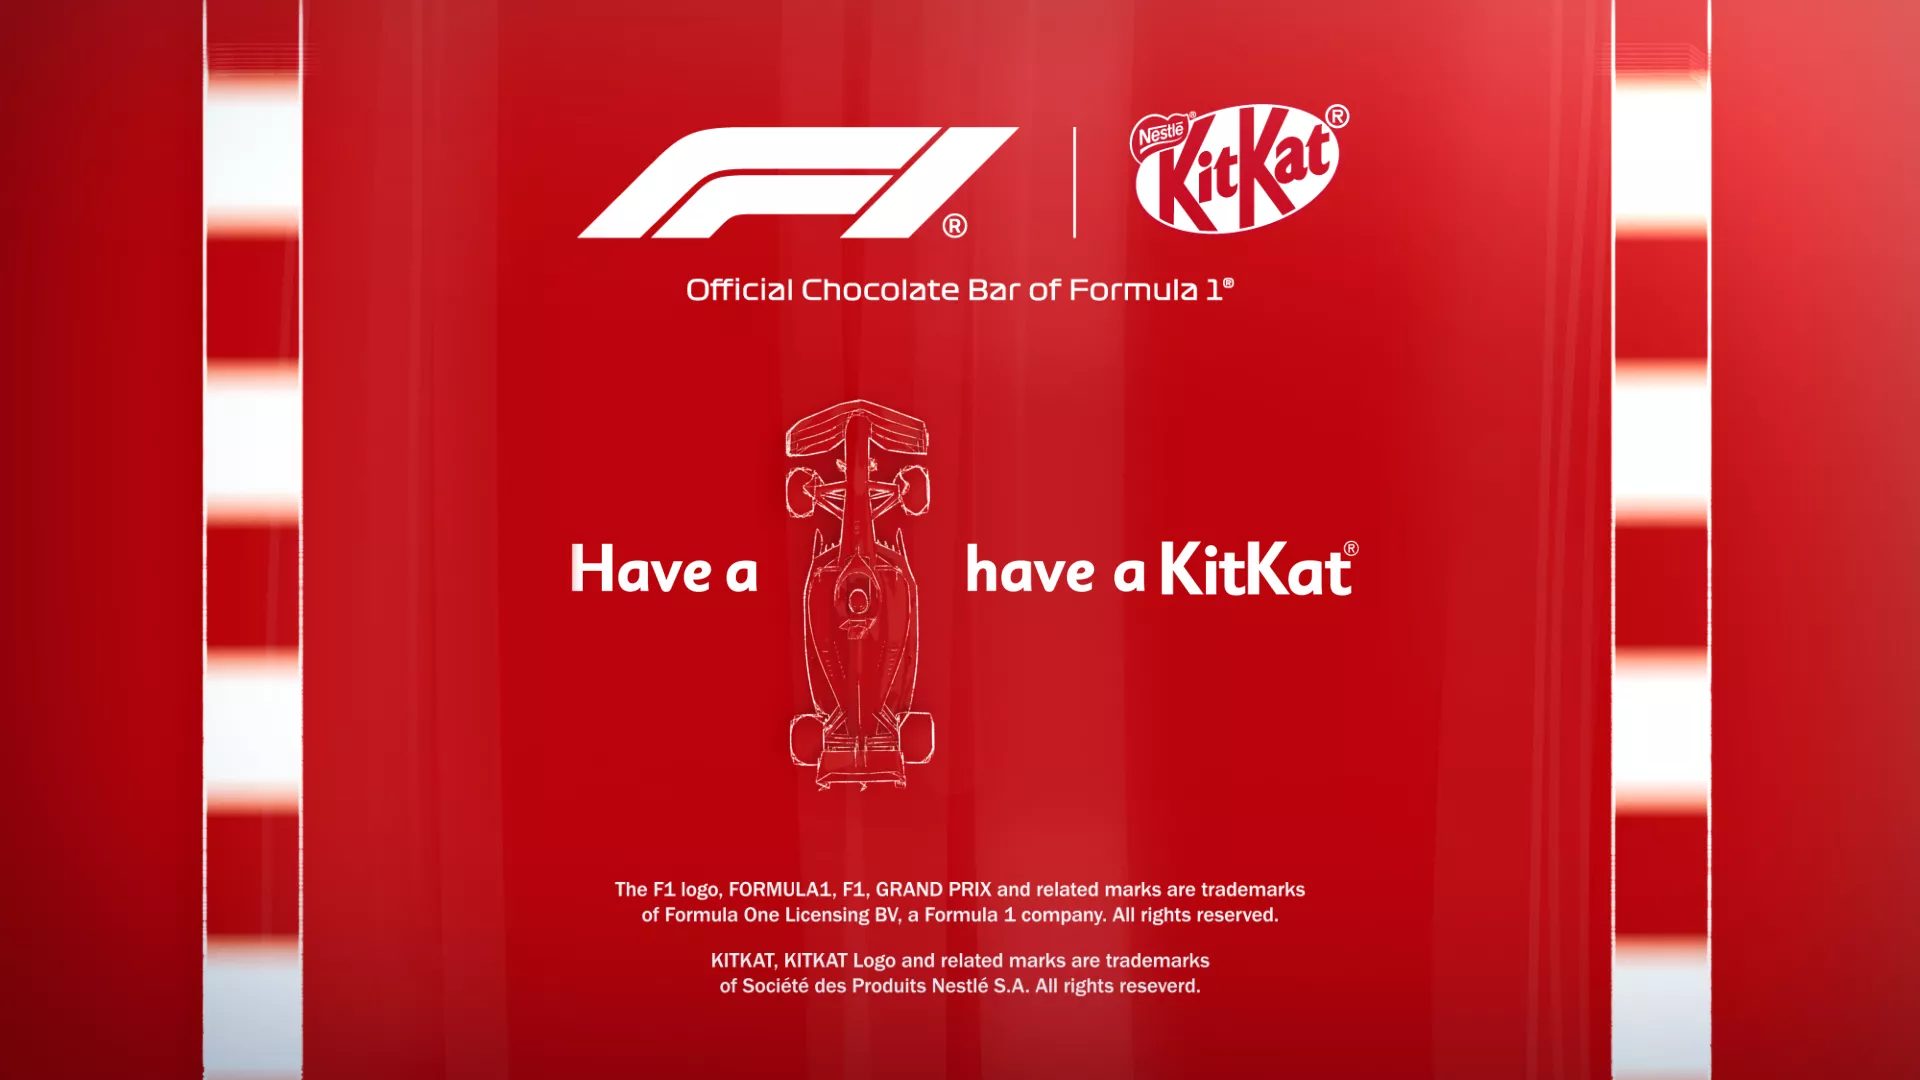 F1®
Nestlé® KitKat®
Official Chocolate Bar of Formula 1®
Have a have a KitKat®
The F1 logo, FORMULA1, F1, GRAND PRIX and related marks are trademarks
of Formula One Licensing BV, a Formula 1 company. All rights reserved.
KITKAT, KITKAT Logo and related marks are trademarks
of Société des Produits Nestlé S.A. All rights reseverd.